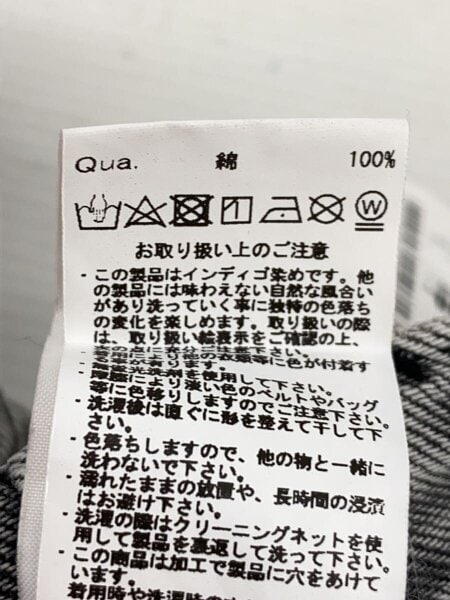 Qua. 綿 100%
W
お取り扱い上のご注意
・この製品はインディゴ染めです。他
の製品には味わえない自然な風合い
があり洗っていく事に独特の色落ち
の変化を楽しめます。取り扱いの際
は、取り扱い絵表示をご確認の上、
等に色移りしますのでご注意下さい。
・洗濯後は直ぐに形を整えて干して下
さい。
・色落ちしますので、他の物と一緒に
洗わないで下さい。
・濡れたままの放置や、長時間の浸漬
はお避け下さい。
・洗濯の際はクリーニングネットを使
用して製品を裏返して洗って下さい。
・この商品は加工で製品に穴をあけて
います。